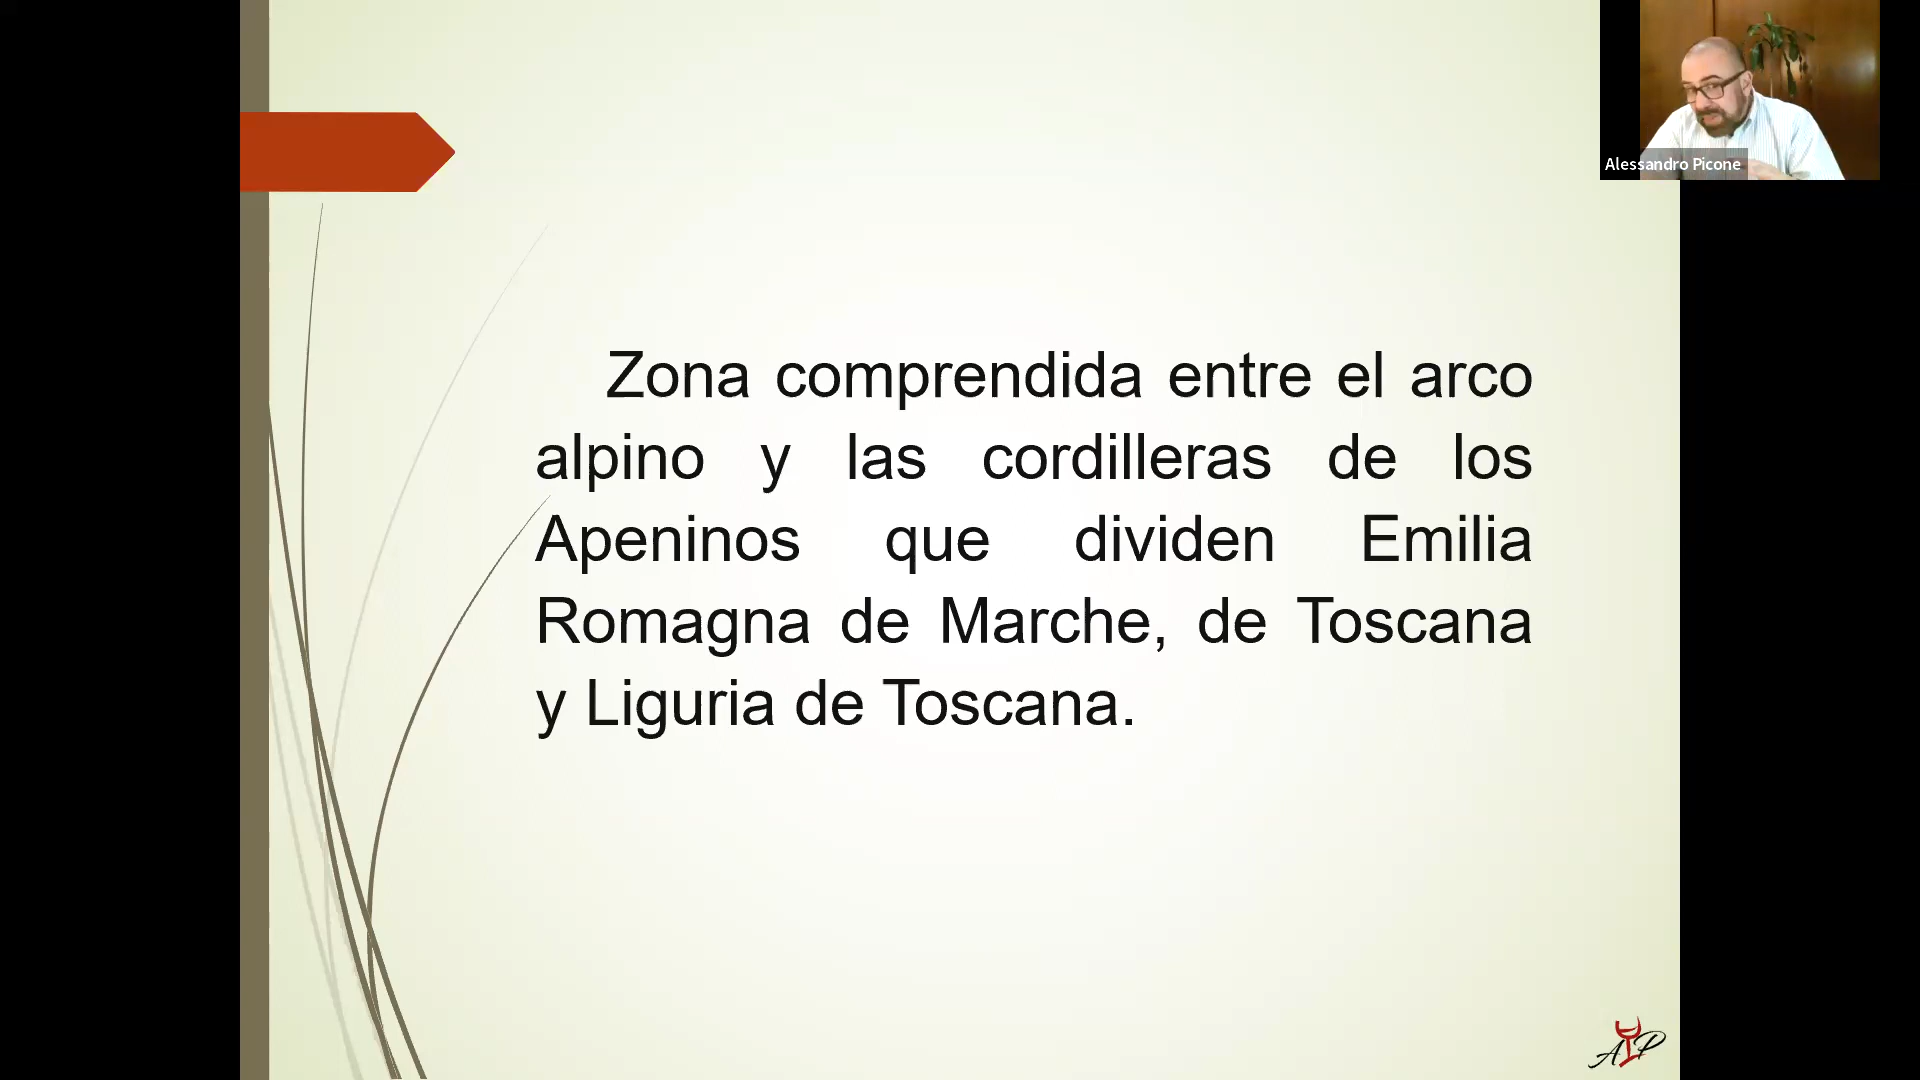 Alessandro Picone
Zona comprendida entre el arco
alpino y las cordilleras de los
Apeninos que dividen Emilia
Romagna de Marche, de Toscana
y Liguria de Toscana.
AP